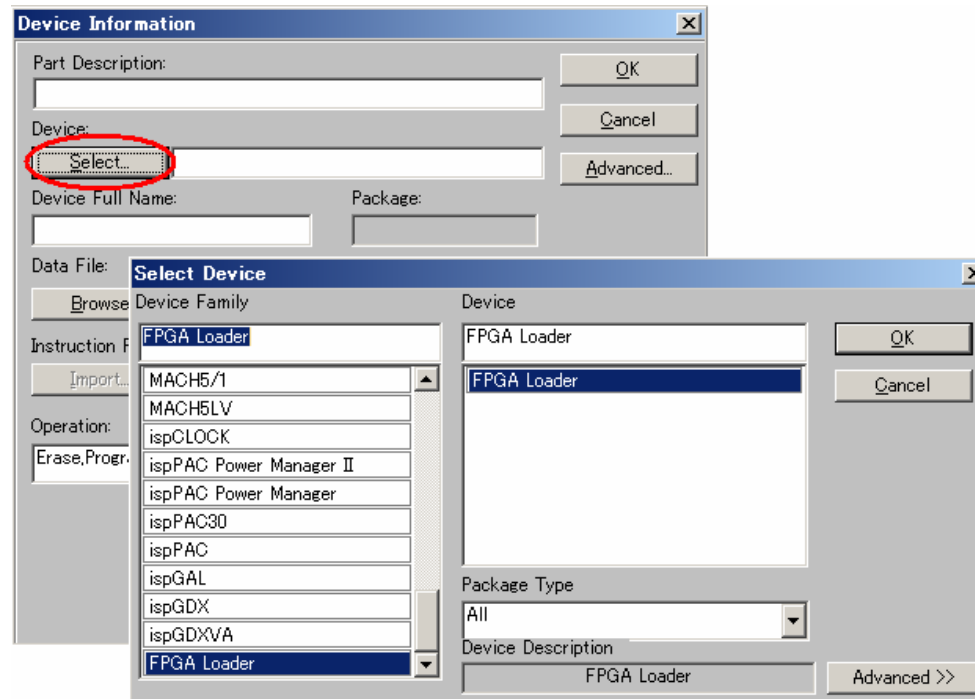 Device Information
Part Description:
OK
Cancel
Device:
Select...
Advanced...
Device Full Name:
Package:
Data File:
Browse
Instruction F
Import...
Operation:
Erase,Progr
Select Device
Device Family
Device
FPGA Loader
FPGA Loader
OK
MACH5/1
FPGA Loader
Cancel
MACH5LV
ispCLOCK
ispPAC Power Manager II
ispPAC Power Manager
ispPAC30
ispPAC
ispGAL
ispGDX
ispGDXVA
FPGA Loader
Package Type
All
Device Description
FPGA Loader
Advanced >>